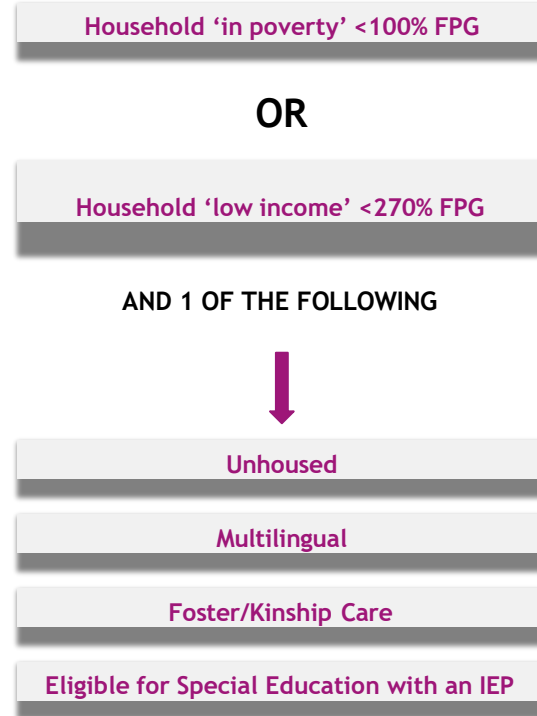 Household ‘in poverty’ <100% FPG
OR
Household ‘low income’ <270% FPG
AND 1 OF THE FOLLOWING
Unhoused
Multilingual
Foster/Kinship Care
Eligible for Special Education with an IEP